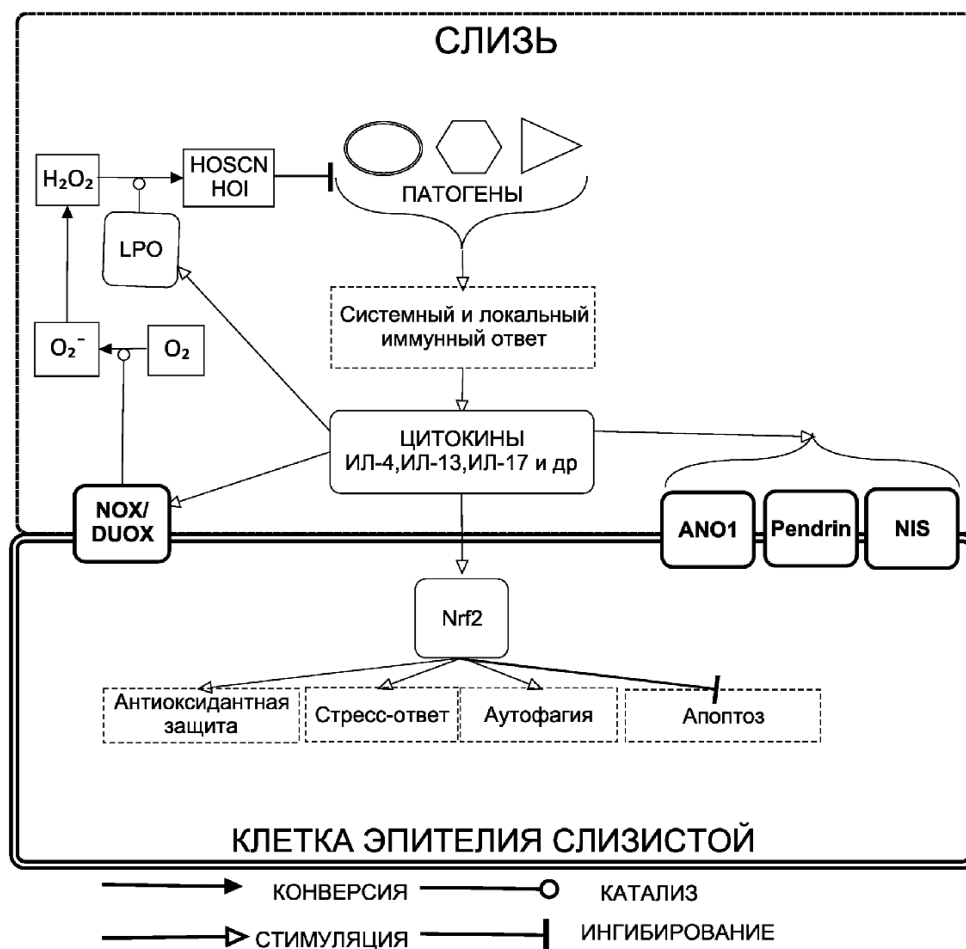 СЛИЗЬ
H₂O₂
HOSCN
HOI
ПАТОГЕНЫ
LPO
Системный и локальный
иммунный ответ
O₂⁻
O₂
ЦИТОКИНЫ
ИЛ-4,ИЛ-13,ИЛ-17 и др
NOX/
DUOX
ANO1
Pendrin
NIS
Nrf2
Антиоксидантная
защита
Стресс-ответ
Аутофагия
Апоптоз
КЛЕТКА ЭПИТЕЛИЯ СЛИЗИСТОЙ
КОНВЕРСИЯ
КАТАЛИЗ
СТИМУЛЯЦИЯ
ИНГИБИРОВАНИЕ